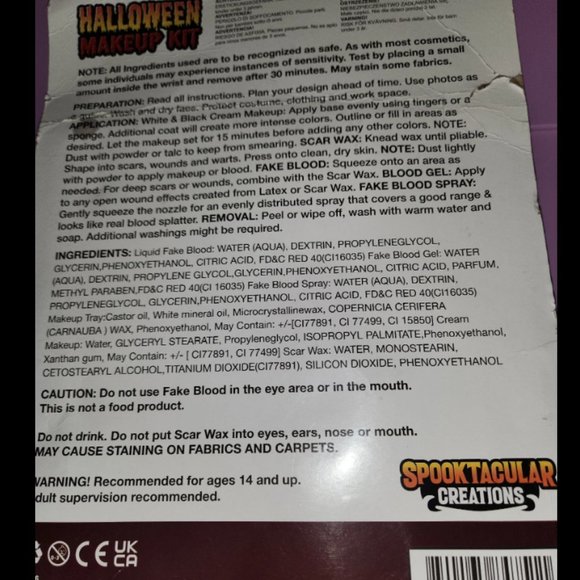 HALLOWEEN
MAKEUP KIT
ADVERTENCIA!
ADVERTENCIA!
WARNING!
NOTE: All Ingredients used are to be recognized as safe. As with most cosmetics,
some individuals may experience instances of sensitivity. Test by placing a small
amount inside the wrist and remove after 30 minutes. May stain some fabrics.
PREPARATION: Read all instructions. Plan your design ahead of time. Use photos as
a guide. Wash and dry face. Protect costume, clothing and work space.
APPLICATION: White & Black Cream Makeup: Apply base evenly using fingers or a
sponge. Additional coat will create more intense colors. Outline or fill in areas as
desired. Let the makeup set for 15 minutes before adding any other colors. NOTE:
Dust with powder or talc to keep from smearing. SCAR WAX: Knead wax until pliable.
Shape into scars, wounds and warts. Press onto clean, dry skin. NOTE: Dust lightly
with powder to apply makeup or blood. FAKE BLOOD: Squeeze onto an area as
needed. For deep scars or wounds, combine with the Scar Wax. BLOOD GEL: Apply
to any open wound effects created from Latex or Scar Wax. FAKE BLOOD SPRAY:
Gently squeeze the nozzle for an evenly distributed spray that covers a good range &
looks like real blood splatter. REMOVAL: Peel or wipe off, wash with warm water and
soap. Additional washings might be required.
INGREDIENTS: Liquid Fake Blood: WATER (AQUA), DEXTRIN, PROPYLENEGLYCOL,
GLYCERIN,PHENOXYETHANOL, CITRIC ACID, FD&C RED 40(CI16035) Fake Blood Gel: WATER
(AQUA), DEXTRIN, PROPYLENE GLYCOL,GLYCERIN,PHENOXYETHANOL, CITRIC ACID, PARFUM,
METHYL PARABEN,FD&C RED 40(CI 16035) Fake Blood Spray: WATER (AQUA), DEXTRIN,
PROPYLENEGLYCOL, GLYCERIN, PHENOXYETHANOL, CITRIC ACID, FD&C RED 40(CI16035)
Makeup Tray:Castor oil, White mineral oil, Microcrystallinewax, COPERNICIA CERIFERA
(CARNAUBA ) WAX, Phenoxyethanol, May Contain: +/-[CI77891, CI 77499, CI 15850] Cream
Makeup: Water, GLYCERYL STEARATE, Propyleneglycol, ISOPROPYL PALMITATE,Phenoxyethanol,
Xanthan gum, May Contain: +/- [ CI77891, CI 77499] Scar Wax: WATER, MONOSTEARIN,
CETOSTEARYL ALCOHOL,TITANIUM DIOXIDE(CI77891), SILICON DIOXIDE, PHENOXYETHANOL
CAUTION: Do not use Fake Blood in the eye area or in the mouth.
This is not a food product.
Do not drink. Do not put Scar Wax into eyes, ears, nose or mouth.
MAY CAUSE STAINING ON FABRICS AND CARPETS.
WARNING! Recommended for ages 14 and up.
dult supervision recommended.
SPOOKTACULAR
CREATIONS
0-3 CE UK
CA